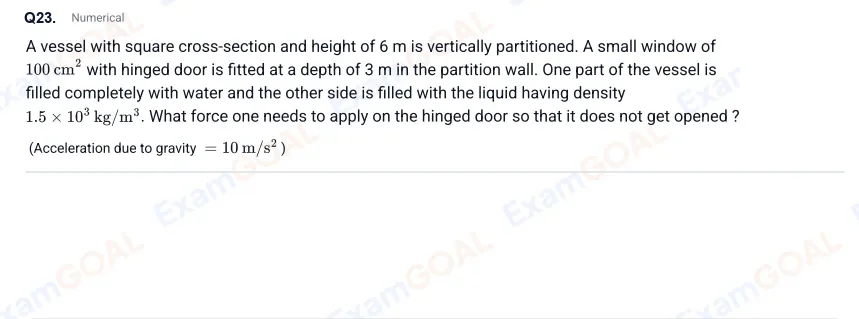 Q23. Numerical
A vessel with square cross-section and height of 6 m is vertically partitioned. A small window of
100 cm² with hinged door is fitted at a depth of 3 m in the partition wall. One part of the vessel is
filled completely with water and the other side is filled with the liquid having density
1.5 × 10³ kg/m³. What force one needs to apply on the hinged door so that it does not get opened ?
(Acceleration due to gravity = 10 m/s² )
ExamGOAL
ExamGOAL
ExamGOAL
ExamGOAL
ExamGOAL